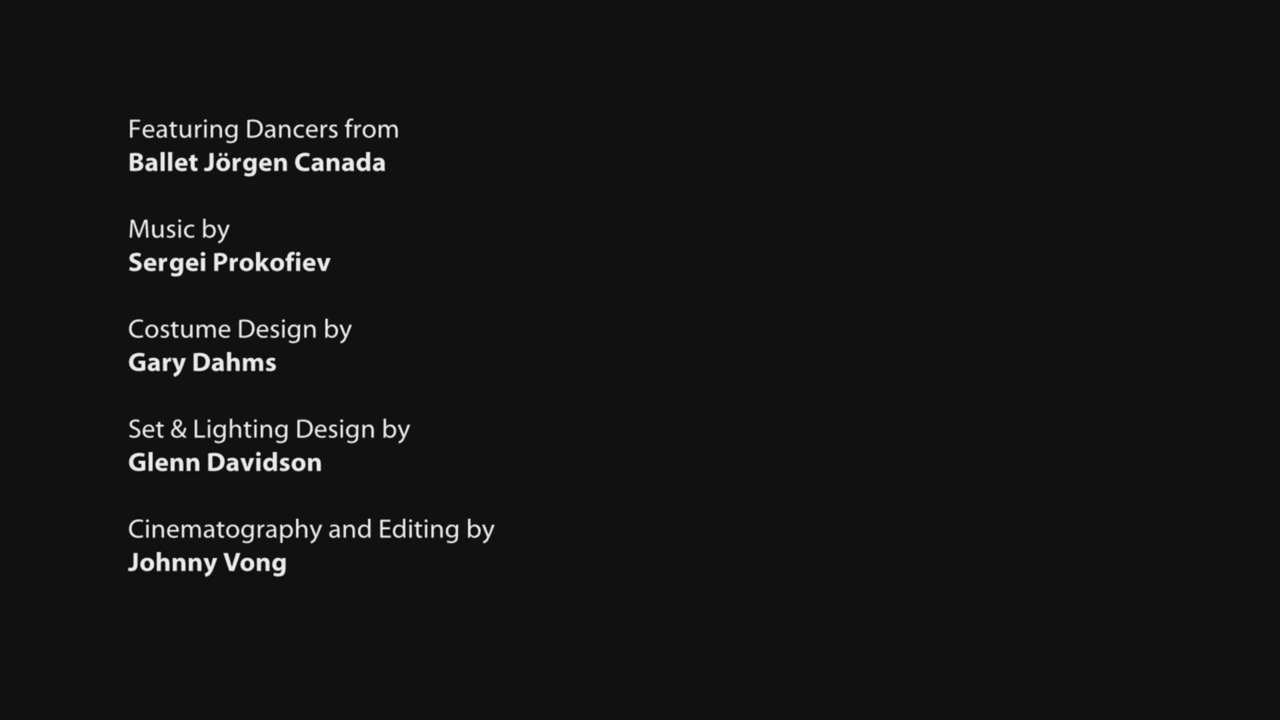 Featuring Dancers from
Ballet Jörgen Canada
Music by
Sergei Prokofiev
Costume Design by
Gary Dahms
Set & Lighting Design by
Glenn Davidson
Cinematography and Editing by
Johnny Vong